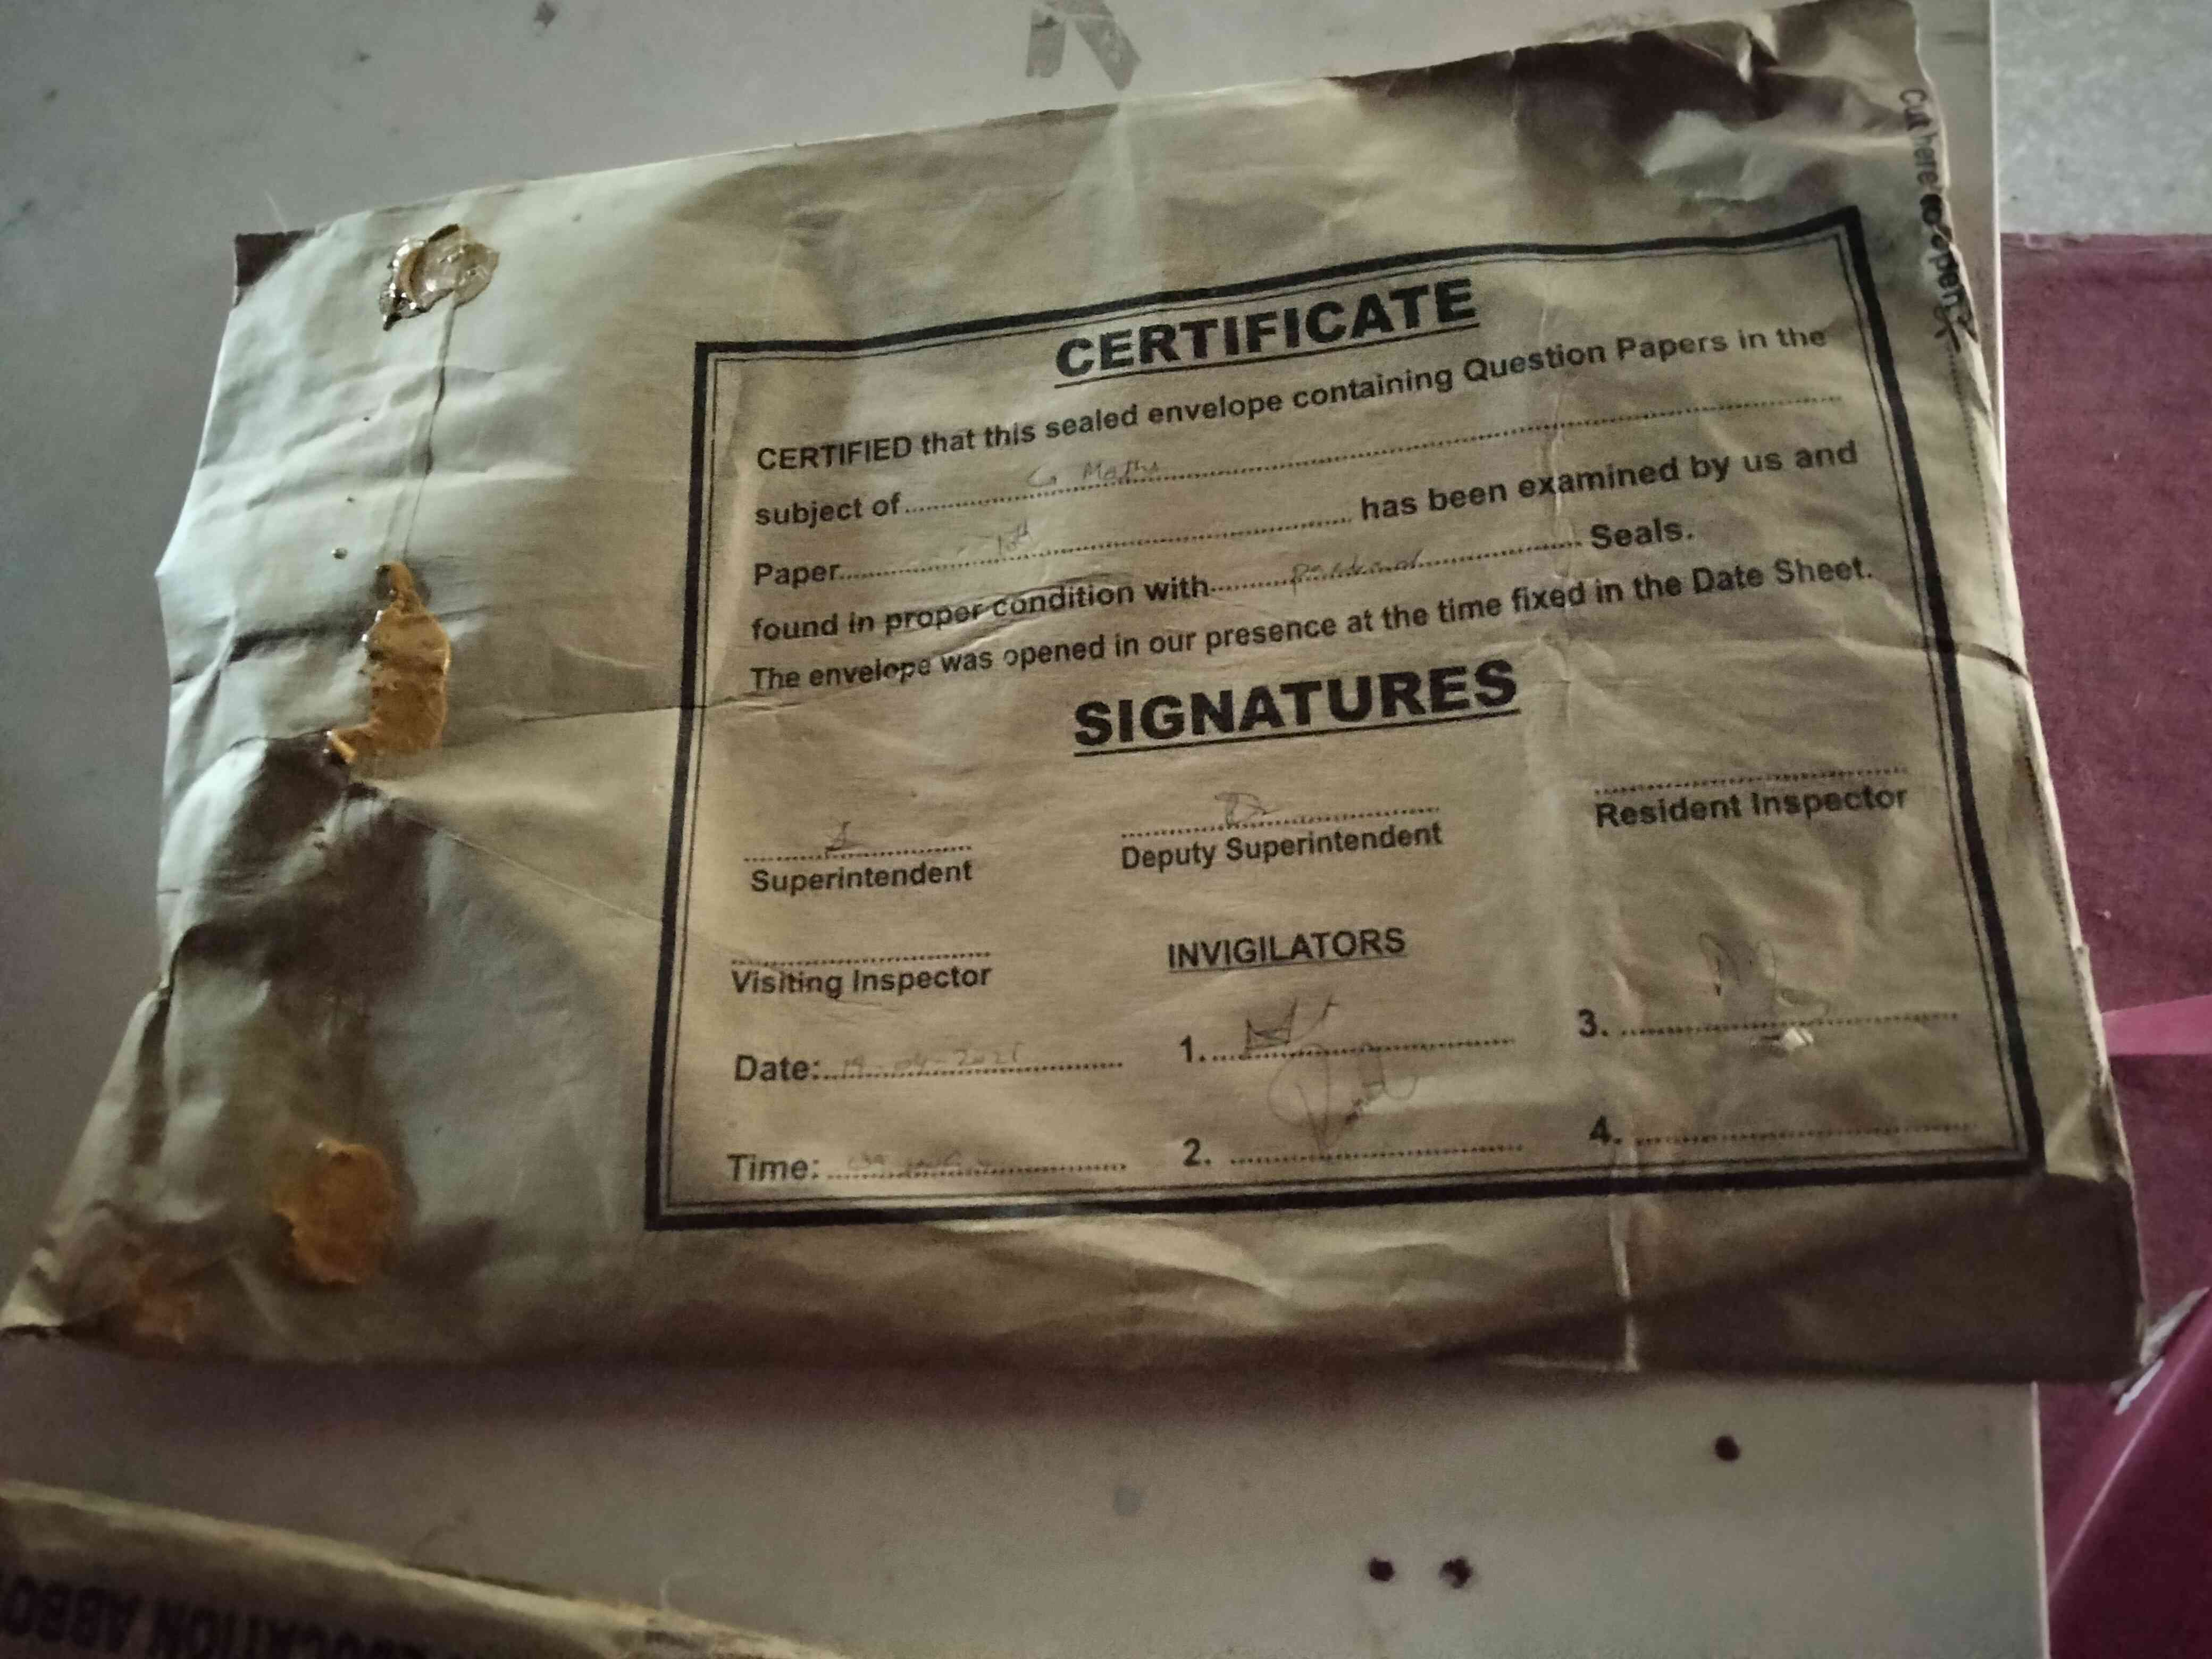 Cut here to open
CERTIFICATE
CERTIFIED that this sealed envelope containing Question Papers in the
subject of G Maths
Paper 10th has been examined by us and
found in proper condition with Seals.
The envelope was opened in our presence at the time fixed in the Date Sheet.
SIGNATURES
Superintendent
Deputy Superintendent
Resident Inspector
Visiting Inspector
INVIGILATORS
Date:
1.
3.
Time:
2.
4.